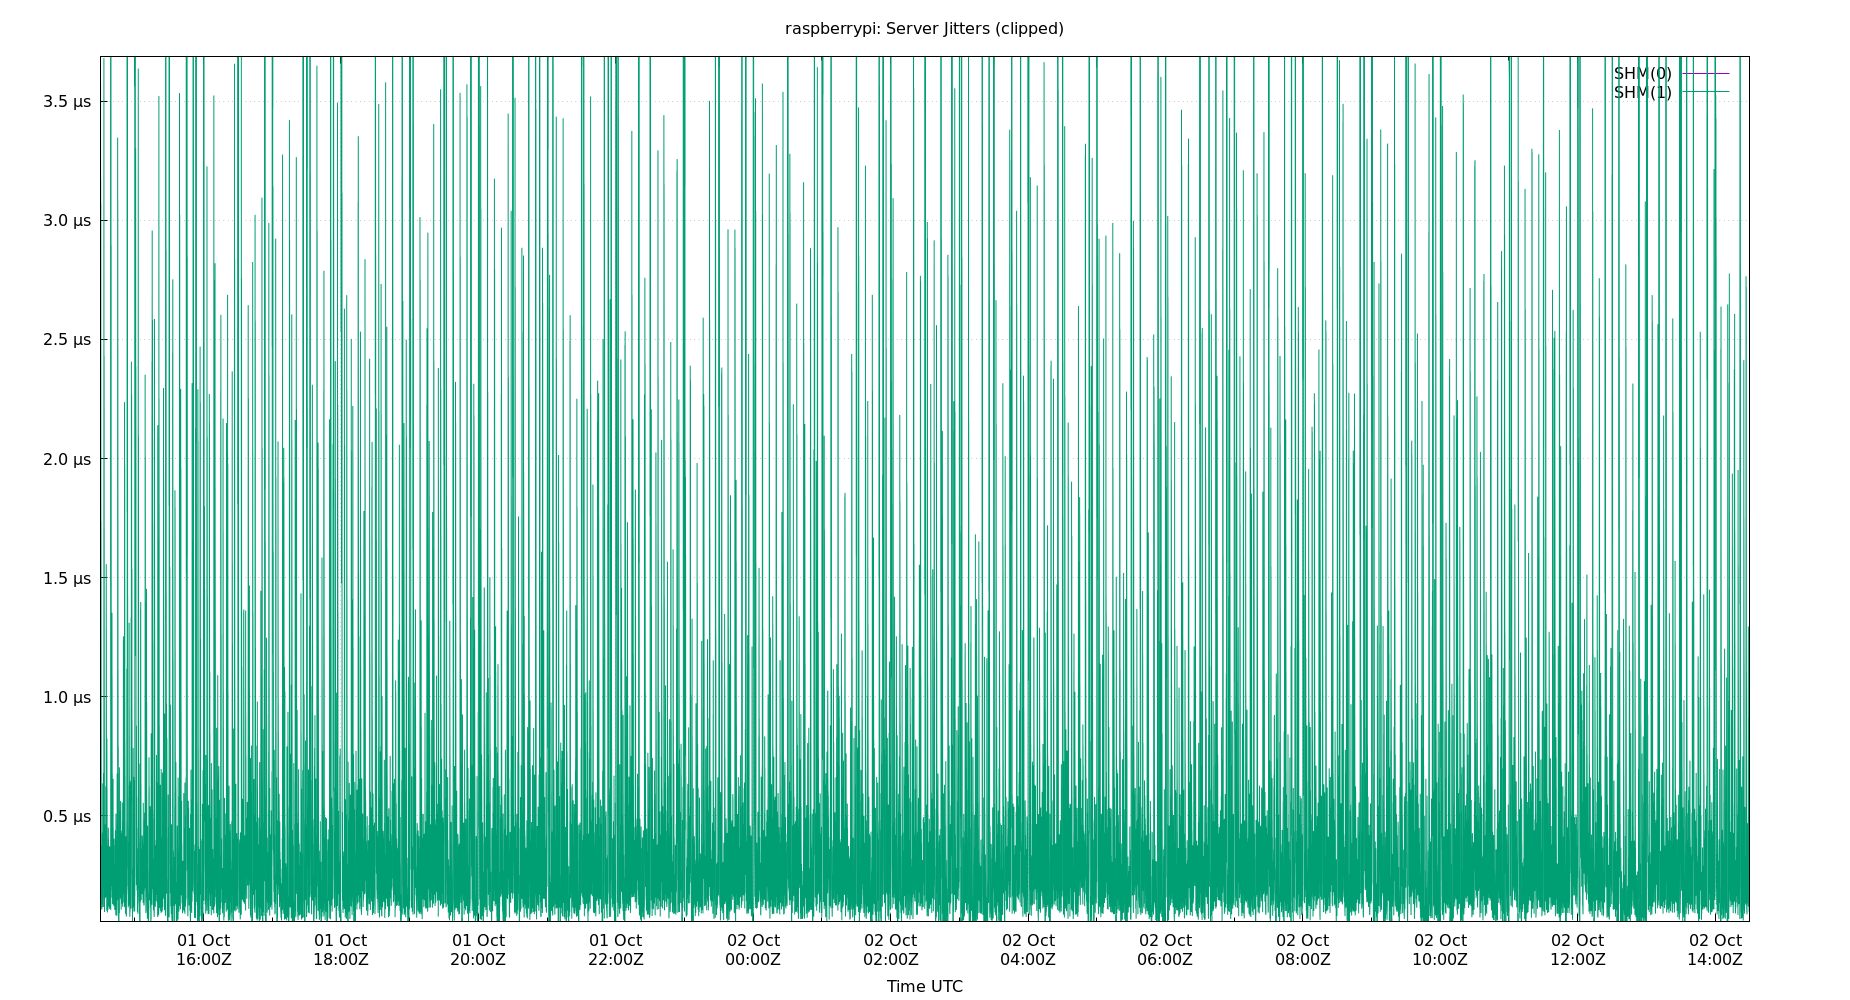 raspberrypi: Server Jitters (clipped)
SHM(0)
SHM(1)
3.5 µs
3.0 µs
2.5 µs
2.0 µs
1.5 µs
1.0 µs
0.5 µs
01 Oct 01 Oct 01 Oct 01 Oct 02 Oct 02 Oct 02 Oct 02 Oct 02 Oct 02 Oct 02 Oct 02 Oct
16:00Z 18:00Z 20:00Z 22:00Z 00:00Z 02:00Z 04:00Z 06:00Z 08:00Z 10:00Z 12:00Z 14:00Z
Time UTC